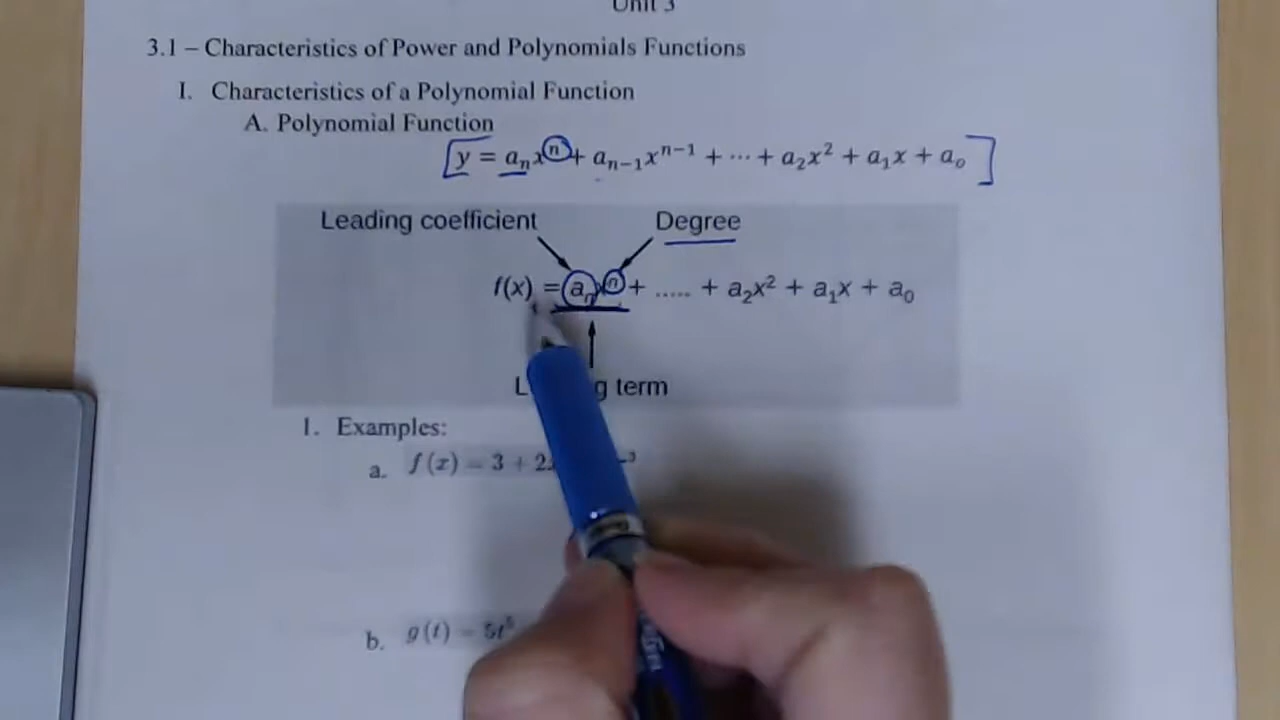 Unit 3
3.1 – Characteristics of Power and Polynomials Functions
I. Characteristics of a Polynomial Function
A. Polynomial Function
[y = aₙxⁿ + aₙ₋₁xⁿ⁻¹ + ⋯ + a₂x² + a₁x + a₀]
Leading coefficient Degree
f(x) = aₙxⁿ + ..... + a₂x² + a₁x + a₀
term
1. Examples:
a. f(x) = 3 + 2
b. g(t) = 5t⁵